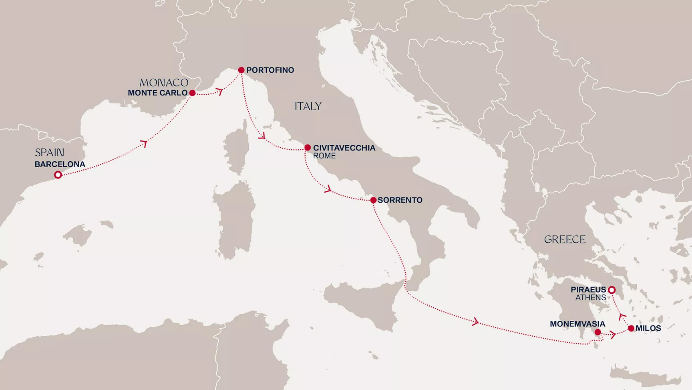 PORTOFINO
MONACO
MONTE CARLO
ITALY
CIVITAVECCHIA
ROME
SPAIN
BARCELONA
SORRENTO
GREECE
PIRAEUS
ATHENS
MONEMVASIA
MILOS